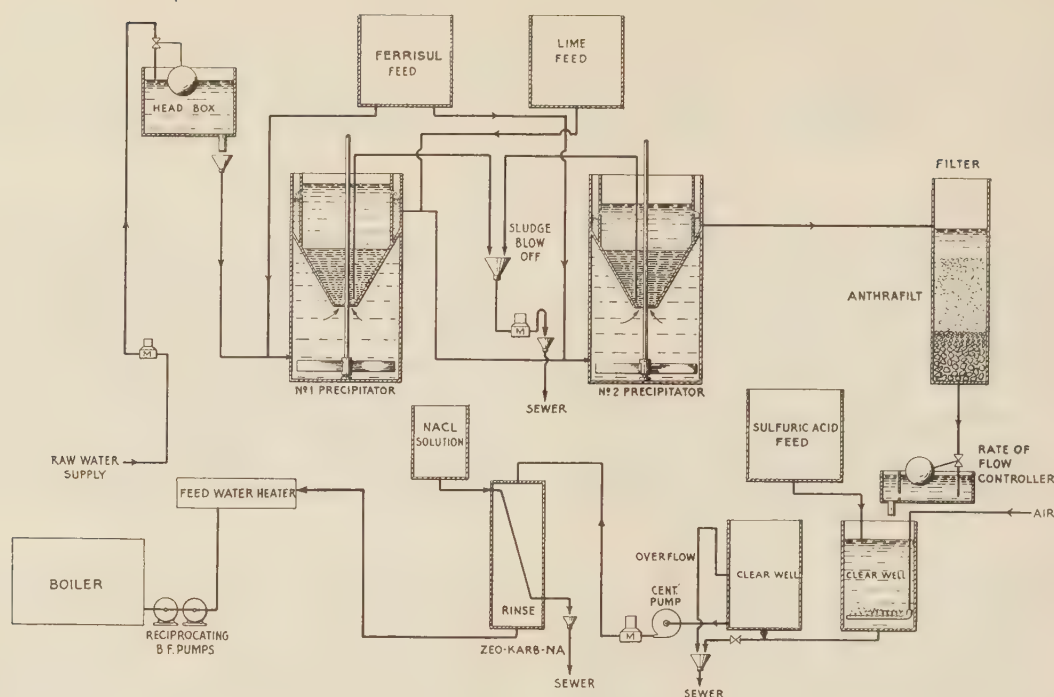 FERRISUL
FEED
LIME
FEED
HEAD BOX
FILTER
SLUDGE
BLOW
OFF
ANTHRAFILT
M
M
Nº1 PRECIPITATOR
SEWER
Nº2 PRECIPITATOR
NACL
SOLUTION
SULFURIC ACID
FEED
RATE OF
FLOW
CONTROLLER
RAW WATER
SUPPLY
FEED WATER HEATER
AIR
BOILER
RINSE
OVERFLOW
CLEAR WELL
CLEAR WELL
CENT.
PUMP
M
RECIPROCATING
B.F. PUMPS
ZEO-KARB-NA
SEWER
SEWER